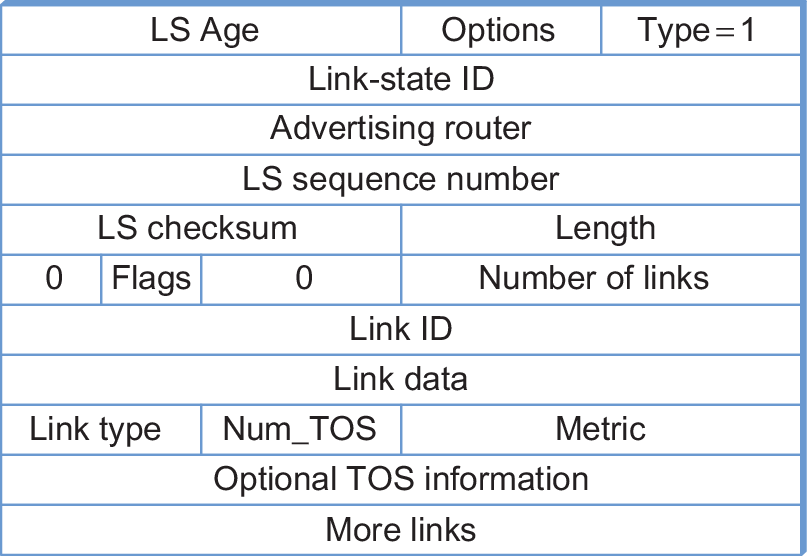 LS Age Options Type=1
Link-state ID
Advertising router
LS sequence number
LS checksum Length
0 Flags 0 Number of links
Link ID
Link data
Link type Num_TOS Metric
Optional TOS information
More links